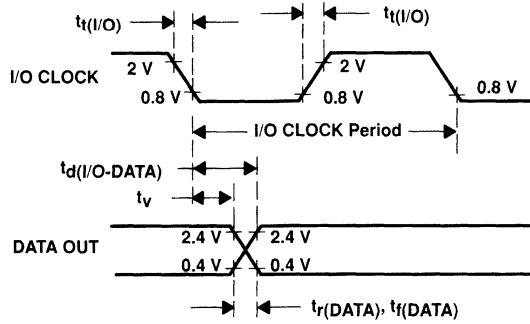 tt(I/O)
tt(I/O)
I/O CLOCK
2 V
2 V
0.8 V
0.8 V
0.8 V
I/O CLOCK Period
td(I/O-DATA)
tv
DATA OUT
2.4 V
2.4 V
0.4 V
0.4 V
tr(DATA), tf(DATA)